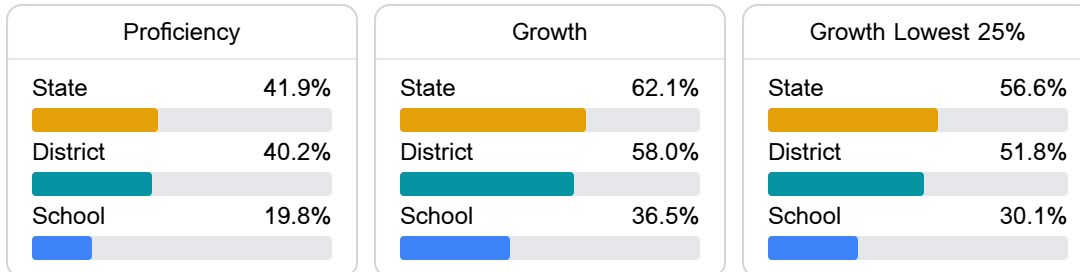 Proficiency
State 41.9%
District 40.2%
School 19.8%
Growth
State 62.1%
District 58.0%
School 36.5%
Growth Lowest 25%
State 56.6%
District 51.8%
School 30.1%